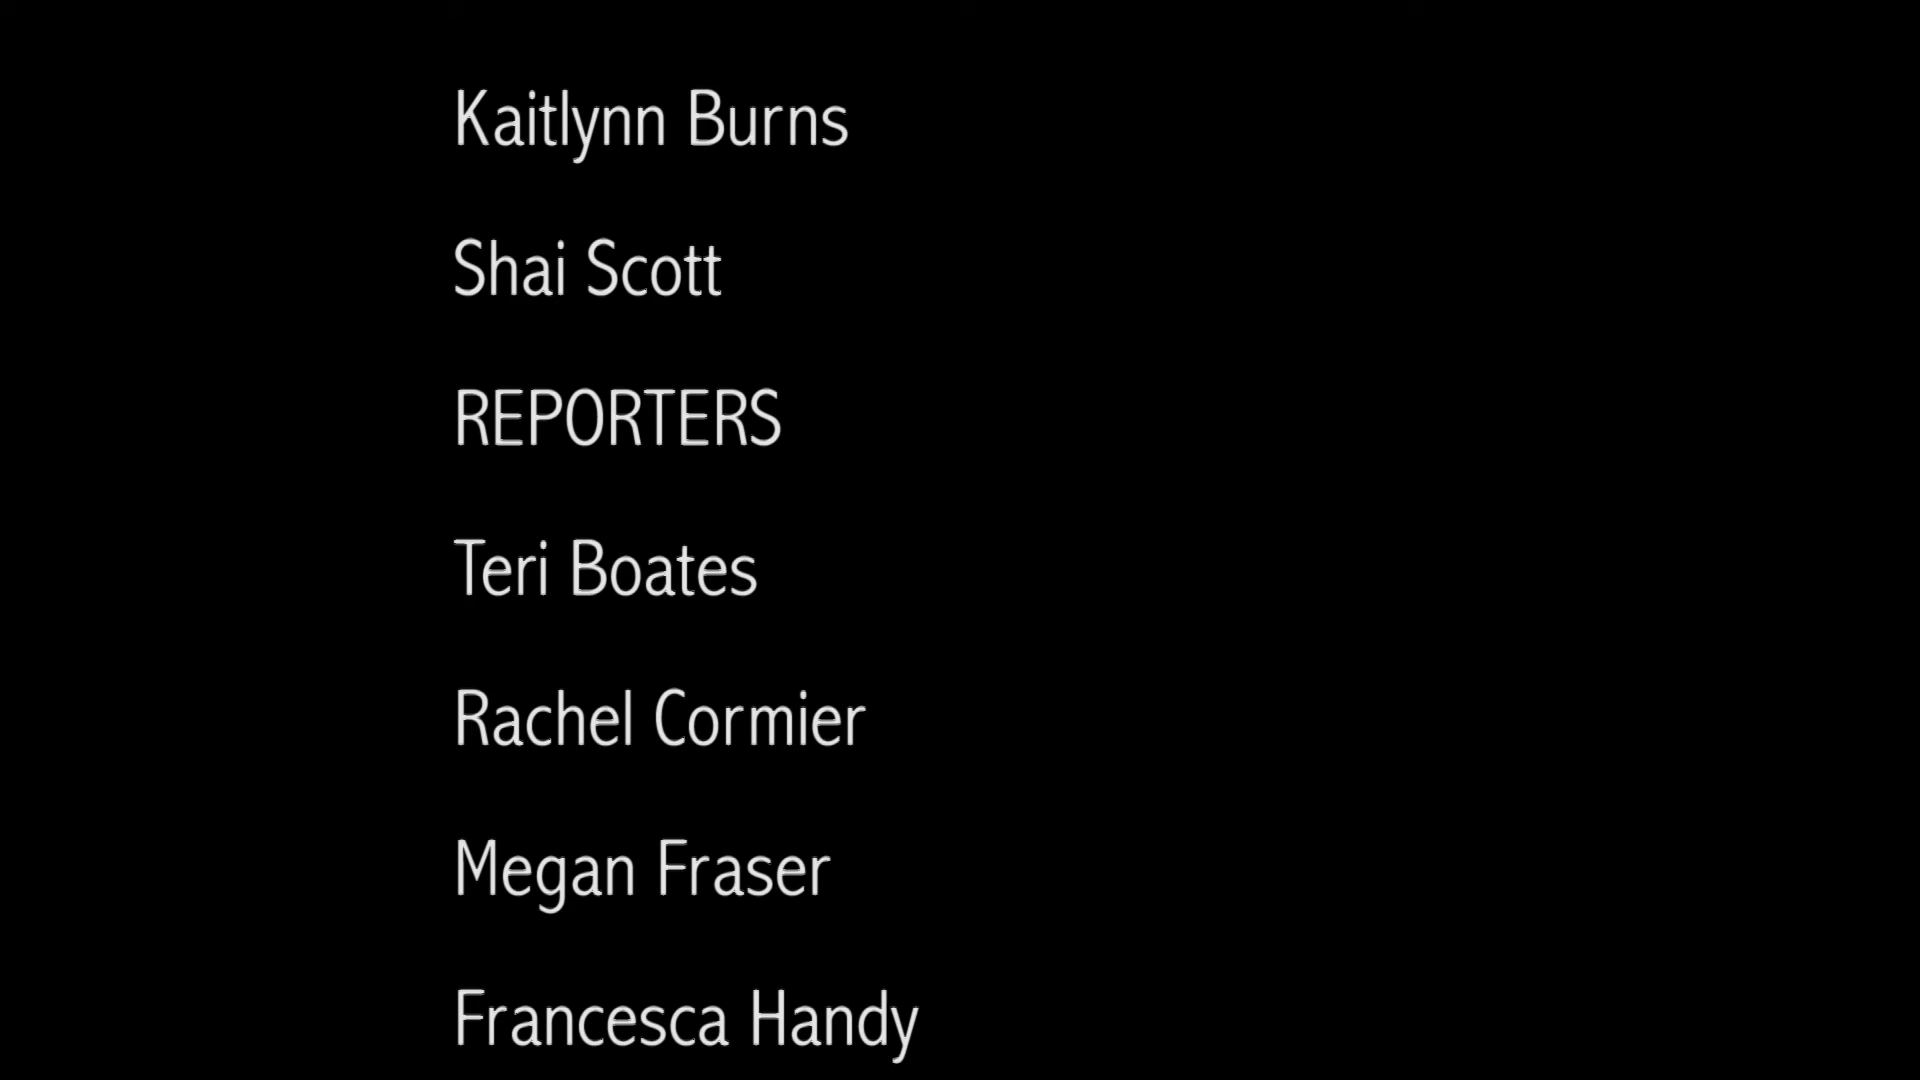 Kaitlynn Burns
Shai Scott
REPORTERS
Teri Boates
Rachel Cormier
Megan Fraser
Francesca Handy